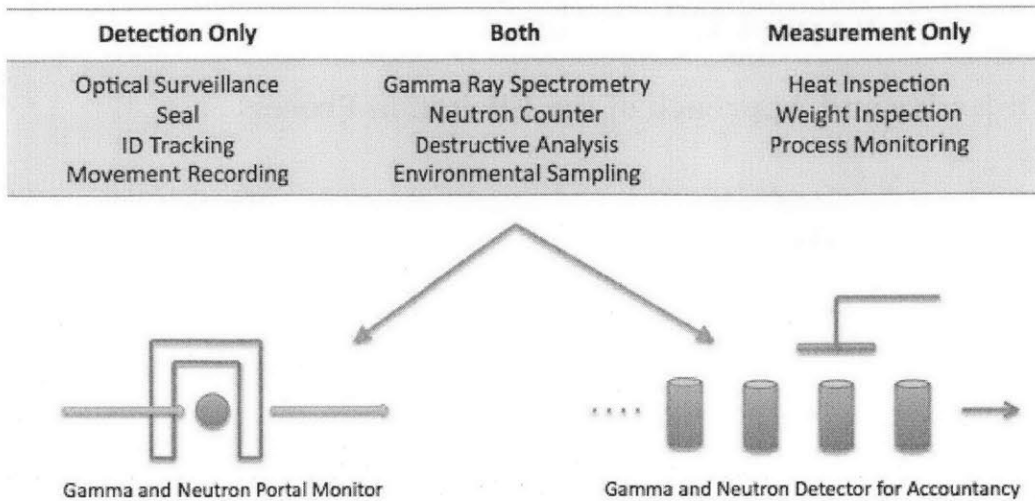 Detection Only Both Measurement Only
Optical Surveillance Gamma Ray Spectrometry Heat Inspection
Seal Neutron Counter Weight Inspection
ID Tracking Destructive Analysis Process Monitoring
Movement Recording Environmental Sampling
Gamma and Neutron Portal Monitor Gamma and Neutron Detector for Accountancy